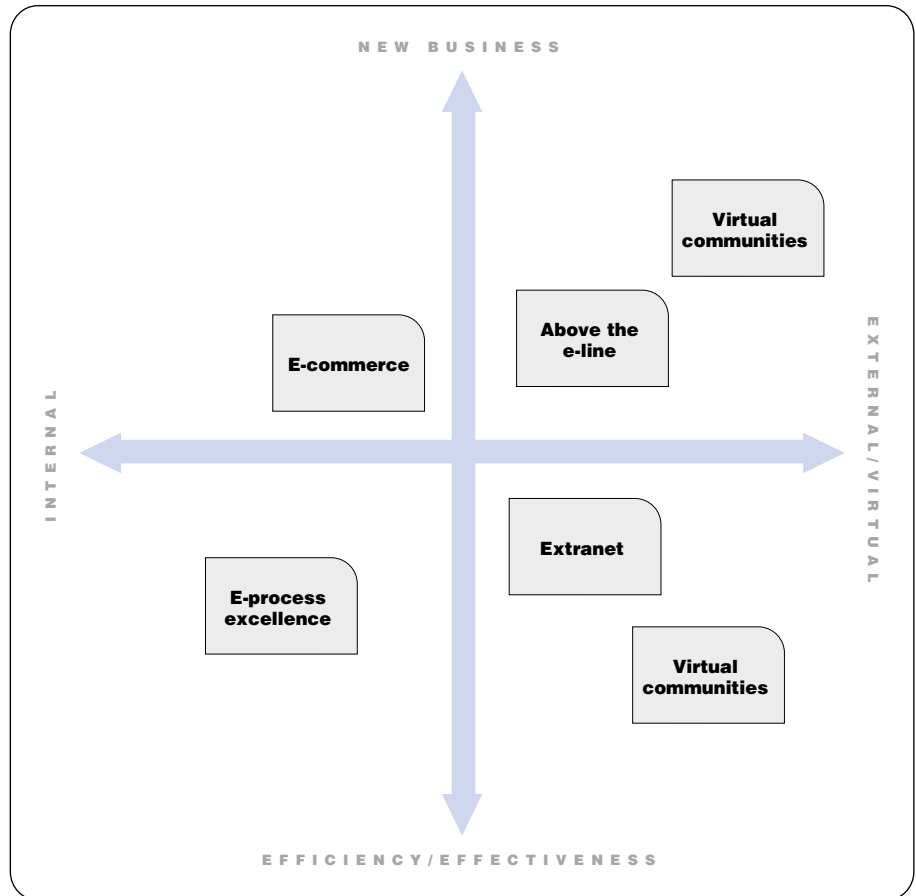 NEW BUSINESS
Virtual
communities
Above the
e-line
E-commerce
INTERNAL
EXTERNAL/VIRTUAL
Extranet
E-process
excellence
Virtual
communities
EFFICIENCY/EFFECTIVENESS